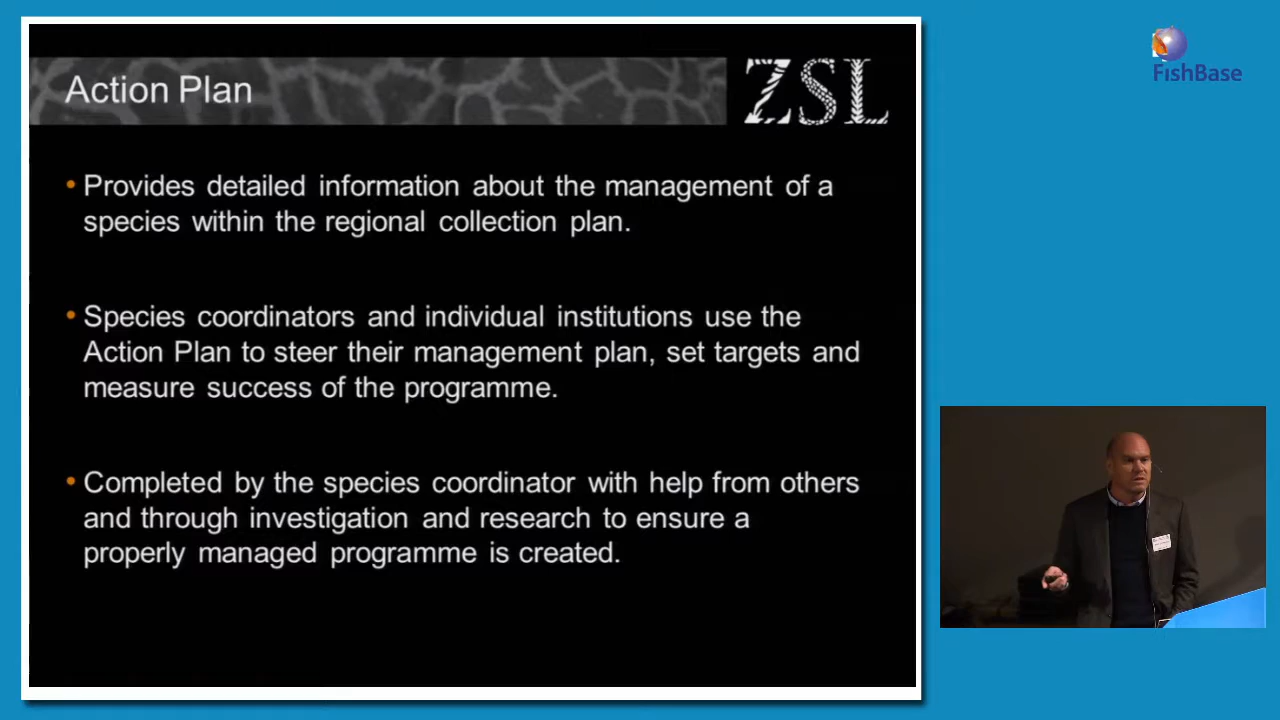 FishBase
Action Plan
ZSL
• Provides detailed information about the management of a
species within the regional collection plan.
• Species coordinators and individual institutions use the
Action Plan to steer their management plan, set targets and
measure success of the programme.
• Completed by the species coordinator with help from others
and through investigation and research to ensure a
properly managed programme is created.